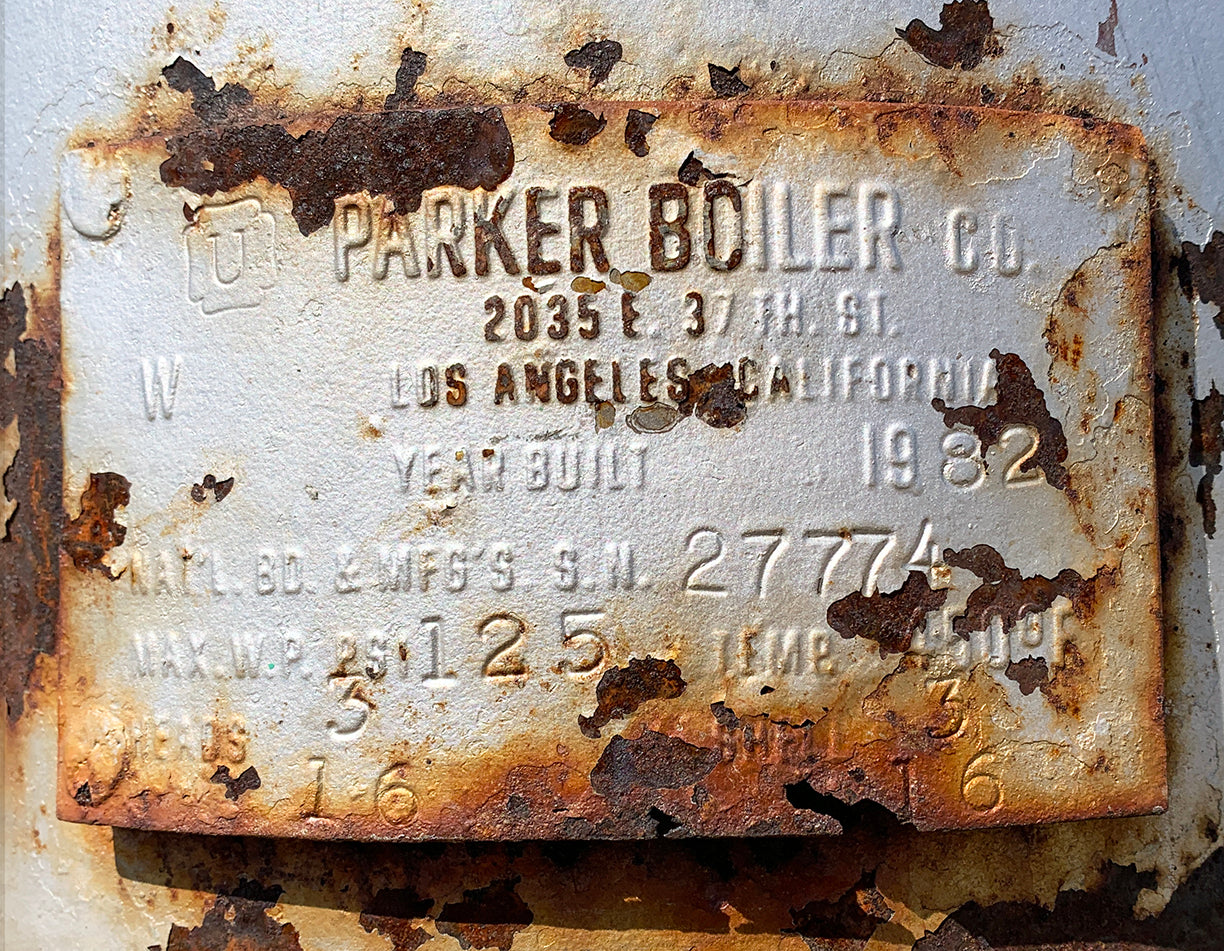 U PARKER BOILER CO.
2035 E. 37TH. ST.
W LOS ANGELES CALIFORNIA
YEAR BUILT 1982
NAT'L. BD. & MFG'S. S.N. 27774
MAX.W.P. PSI 125 TEMP. 450°F
3 3
HEADS SHELL
16 16